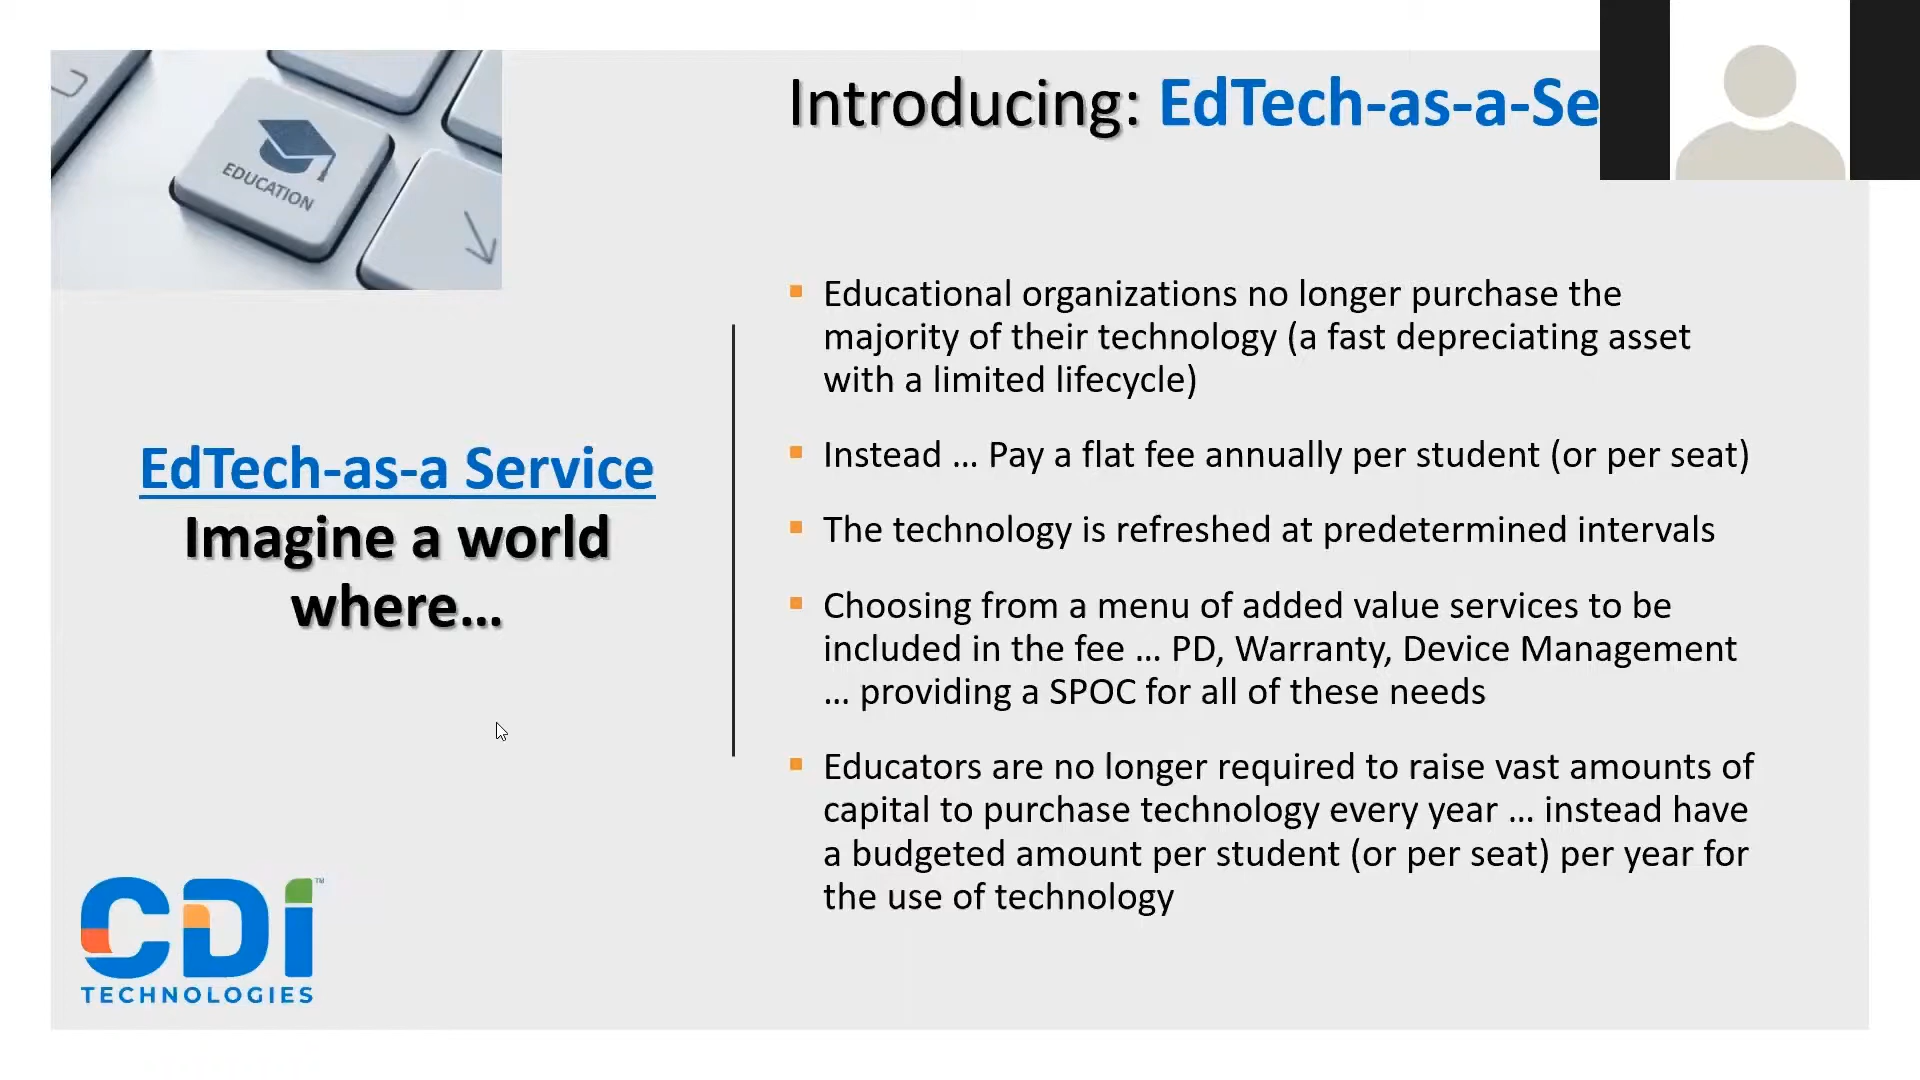 EDUCATION
Introducing: EdTech-as-a-Se
EdTech-as-a Service
Imagine a world
where...
Educational organizations no longer purchase the
majority of their technology (a fast depreciating asset
with a limited lifecycle)
Instead ... Pay a flat fee annually per student (or per seat)
The technology is refreshed at predetermined intervals
Choosing from a menu of added value services to be
included in the fee ... PD, Warranty, Device Management
... providing a SPOC for all of these needs
Educators are no longer required to raise vast amounts of
capital to purchase technology every year ... instead have
a budgeted amount per student (or per seat) per year for
the use of technology
CDi™
TECHNOLOGIES